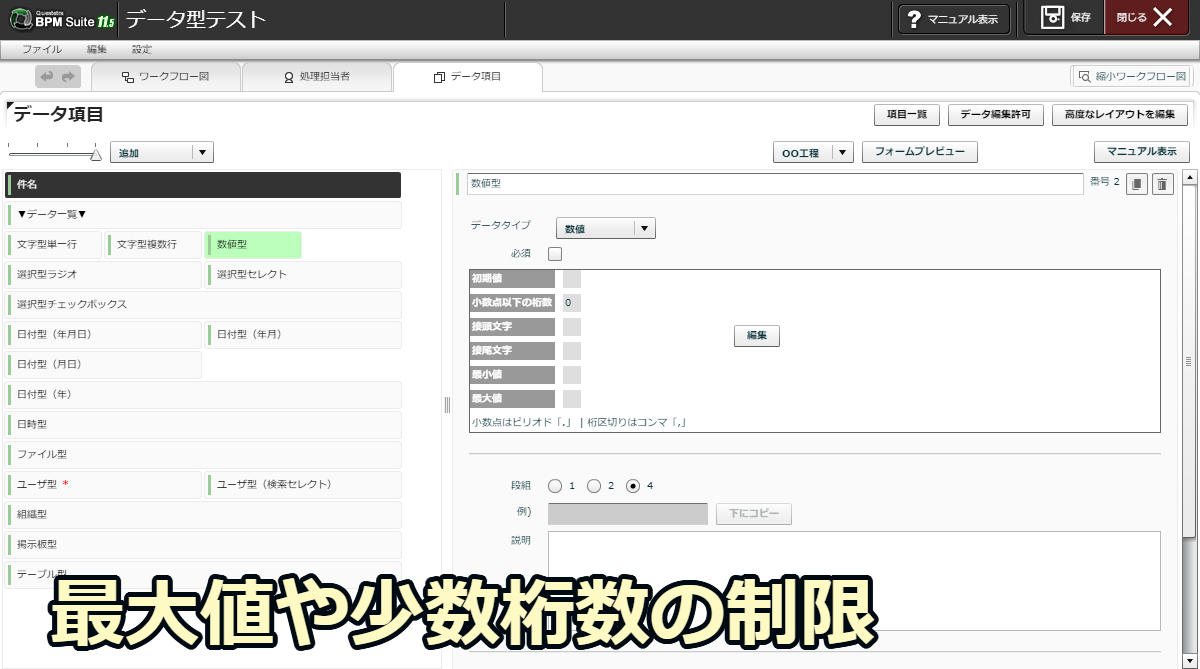 Questetra
BPM Suite 11.5
データ型テスト
マニュアル表示
保存
閉じる
ファイル 編集 設定
ワークフロー図
処理担当者
データ項目
縮小ワークフロー図
データ項目
項目一覧
データ編集許可
高度なレイアウトを編集
追加
○○工程
フォームプレビュー
マニュアル表示
件名
▼データ一覧▼
文字型単一行
文字型複数行
数値型
選択型ラジオ
選択型セレクト
選択型チェックボックス
日付型（年月日）
日付型（年月）
日付型（月日）
日付型（年）
日時型
ファイル型
ユーザ型 *
ユーザ型（検索セレクト）
組織型
掲示板型
テーブル型
数値型
番号 2
データタイプ
数値
必須
初期値
小数点以下の桁数 0
接頭文字
接尾文字
最小値
最大値
編集
小数点はピリオド「.」 | 桁区切りはコンマ「,」
段組 1 2 4
例)
下にコピー
説明
最大値や少数桁数の制限